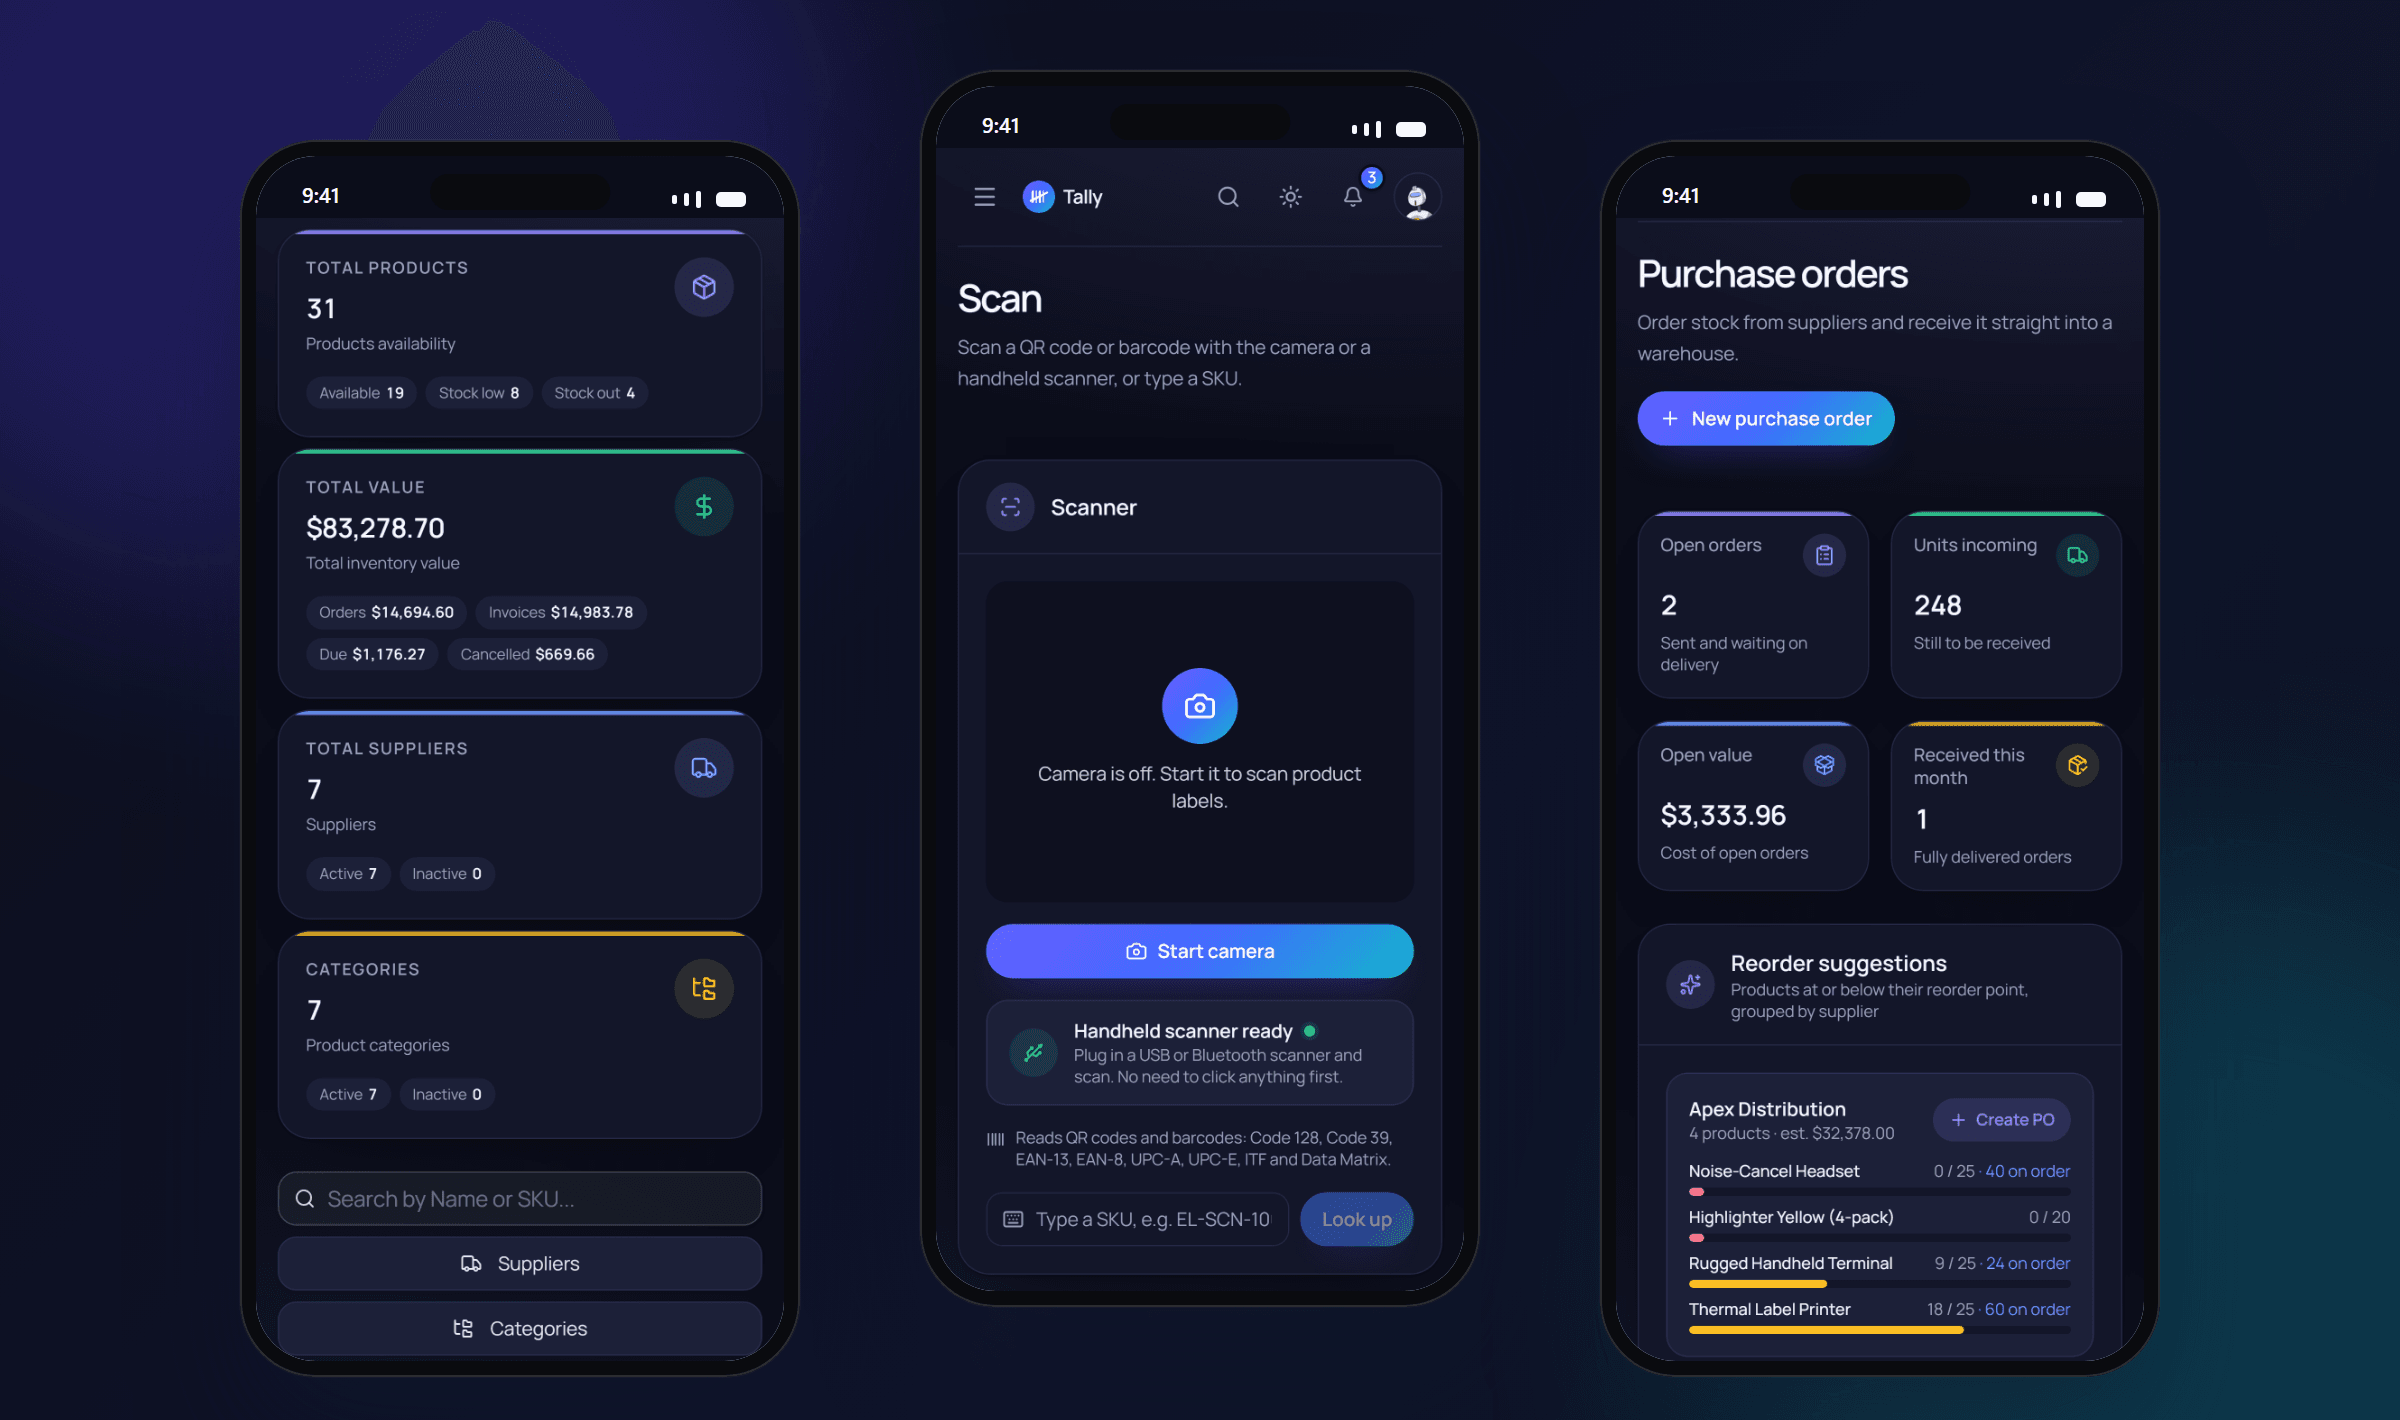 9:41
TOTAL PRODUCTS
31
Products availability
Available 19 Stock low 8 Stock out 4
TOTAL VALUE
$83,278.70
Total inventory value
Orders $14,694.60 Invoices $14,983.78
Due $1,176.27 Cancelled $669.66
TOTAL SUPPLIERS
7
Suppliers
Active 7 Inactive 0
CATEGORIES
7
Product categories
Active 7 Inactive 0
Search by Name or SKU...
Suppliers
Categories
9:41
Tally
3
Scan
Scan a QR code or barcode with the camera or a
handheld scanner, or type a SKU.
Scanner
Camera is off. Start it to scan product
labels.
Start camera
Handheld scanner ready
Plug in a USB or Bluetooth scanner and
scan. No need to click anything first.
Reads QR codes and barcodes: Code 128, Code 39,
EAN-13, EAN-8, UPC-A, UPC-E, ITF and Data Matrix.
Type a SKU, e.g. EL-SCN-10
Look up
9:41
Purchase orders
Order stock from suppliers and receive it straight into a
warehouse.
New purchase order
Open orders
2
Sent and waiting on
delivery
Units incoming
248
Still to be received
Open value
$3,333.96
Cost of open orders
Received this
month
1
Fully delivered orders
Reorder suggestions
Products at or below their reorder point,
grouped by supplier
Apex Distribution
4 products · est. $32,378.00
Create PO
Noise-Cancel Headset 0 / 25 · 40 on order
Highlighter Yellow (4-pack) 0 / 20
Rugged Handheld Terminal 9 / 25 · 24 on order
Thermal Label Printer 18 / 25 · 60 on order